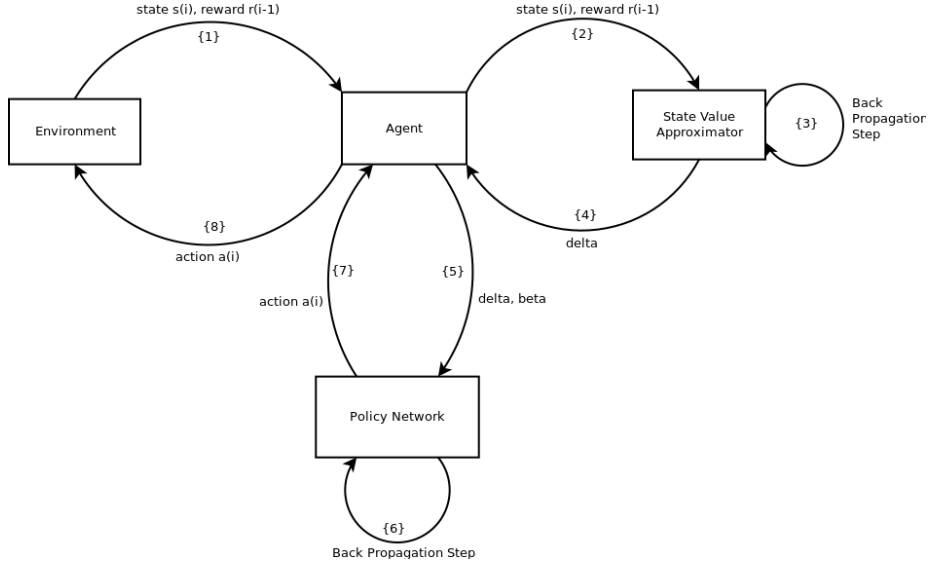 state s(i), reward r(i-1)
{1}
state s(i), reward r(i-1)
{2}
Environment
Agent
State Value
Approximator
{3}
Back
Propagation
Step
{8}
action a(i)
{4}
delta
{7}
action a(i)
{5}
delta, beta
Policy Network
{6}
Back Propagation Step